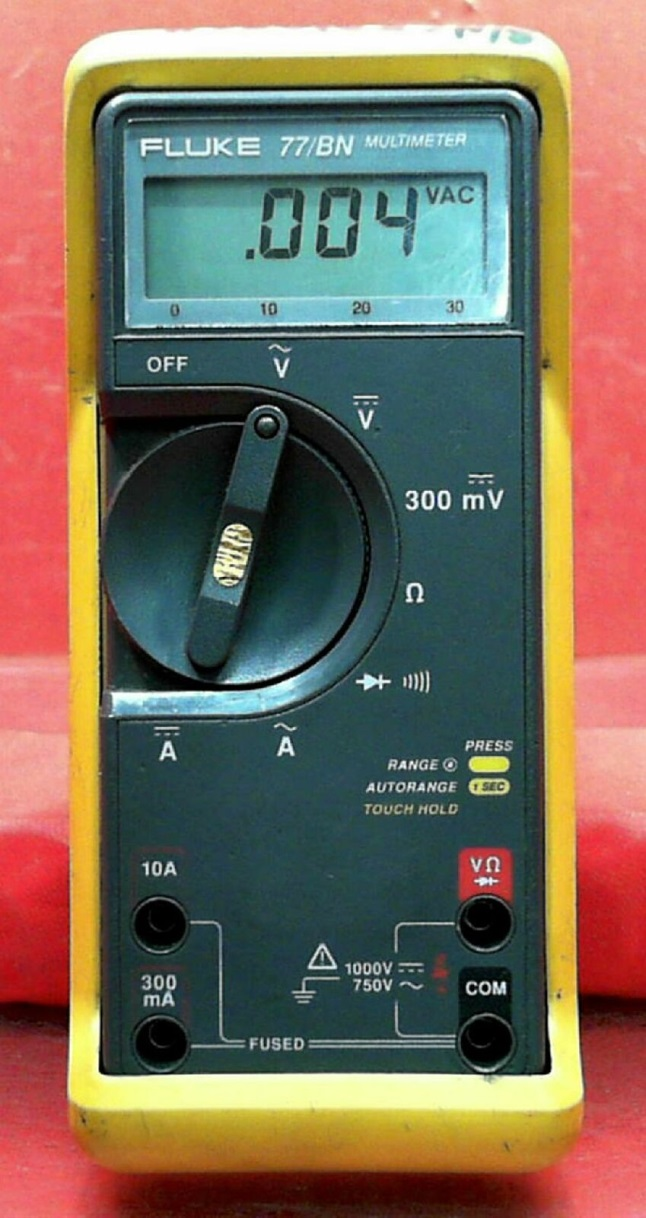 FLUKE 77/BN MULTIMETER
.004 VAC
0 10 20 30
OFF
Ṽ
V
300 mV
Ω
A
Ã
PRESS
RANGE
AUTORANGE 1 SEC
TOUCH HOLD
10A
VΩ
1000V
750V ~
300
mA
COM
FUSED